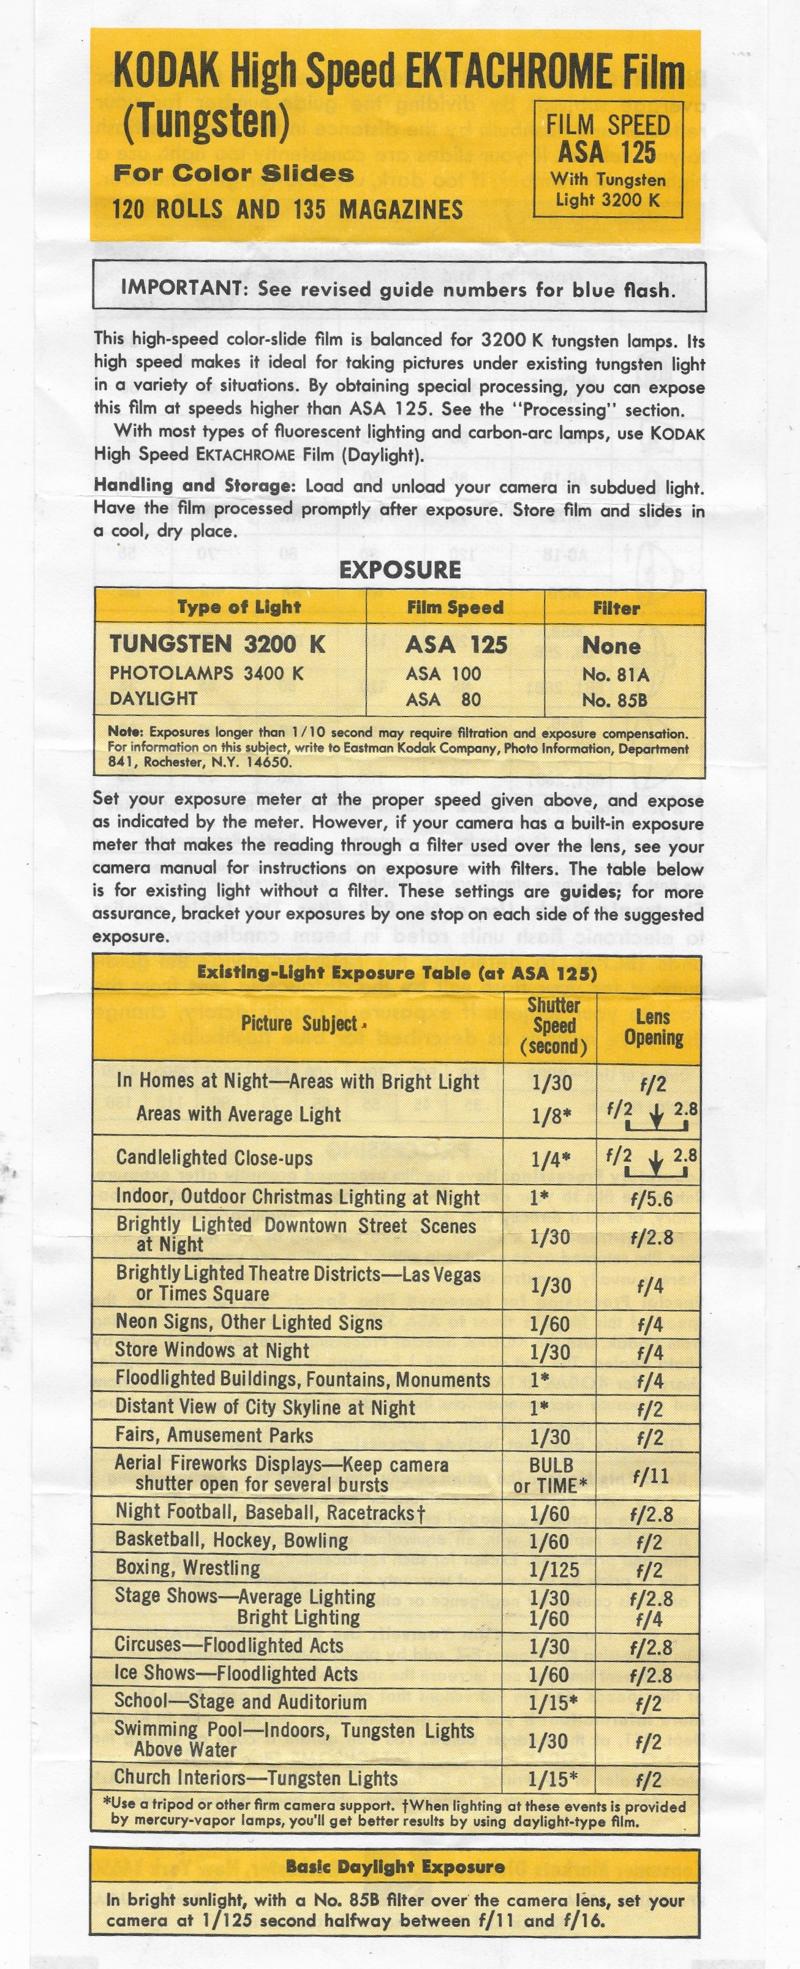 KODAK High Speed EKTACHROME Film
(Tungsten)
For Color Slides
120 ROLLS AND 135 MAGAZINES
FILM SPEED
ASA 125
With Tungsten
Light 3200 K
IMPORTANT: See revised guide numbers for blue flash.
This high-speed color-slide film is balanced for 3200 K tungsten lamps. Its
high speed makes it ideal for taking pictures under existing tungsten light
in a variety of situations. By obtaining special processing, you can expose
this film at speeds higher than ASA 125. See the "Processing" section.
With most types of fluorescent lighting and carbon-arc lamps, use KODAK
High Speed EKTACHROME Film (Daylight).
Handling and Storage: Load and unload your camera in subdued light.
Have the film processed promptly after exposure. Store film and slides in
a cool, dry place.
EXPOSURE
Type of Light Film Speed Filter
TUNGSTEN 3200 K ASA 125 None
PHOTOLAMPS 3400 K ASA 100 No. 81A
DAYLIGHT ASA 80 No. 85B
Note: Exposures longer than 1/10 second may require filtration and exposure compensation.
For information on this subject, write to Eastman Kodak Company, Photo Information, Department
841, Rochester, N.Y. 14650.
Set your exposure meter at the proper speed given above, and expose
as indicated by the meter. However, if your camera has a built-in exposure
meter that makes the reading through a filter used over the lens, see your
camera manual for instructions on exposure with filters. The table below
is for existing light without a filter. These settings are guides; for more
assurance, bracket your exposures by one stop on each side of the suggested
exposure.
Existing-Light Exposure Table (at ASA 125)
Picture Subject
Shutter
Speed
(second)
Lens
Opening
In Homes at Night—Areas with Bright Light 1/30 f/2
Areas with Average Light 1/8* f/2 ↓ 2.8
Candlelighted Close-ups 1/4* f/2 ↓ 2.8
Indoor, Outdoor Christmas Lighting at Night 1* f/5.6
Brightly Lighted Downtown Street Scenes
at Night 1/30 f/2.8
Brightly Lighted Theatre Districts—Las Vegas
or Times Square 1/30 f/4
Neon Signs, Other Lighted Signs 1/60 f/4
Store Windows at Night 1/30 f/4
Floodlighted Buildings, Fountains, Monuments 1* f/4
Distant View of City Skyline at Night 1* f/2
Fairs, Amusement Parks 1/30 f/2
Aerial Fireworks Displays—Keep camera BULB
shutter open for several bursts or TIME* f/11
Night Football, Baseball, Racetracks† 1/60 f/2.8
Basketball, Hockey, Bowling 1/60 f/2
Boxing, Wrestling 1/125 f/2
Stage Shows—Average Lighting 1/30 f/2.8
Bright Lighting 1/60 f/4
Circuses—Floodlighted Acts 1/30 f/2.8
Ice Shows—Floodlighted Acts 1/60 f/2.8
School—Stage and Auditorium 1/15* f/2
Swimming Pool—Indoors, Tungsten Lights
Above Water 1/30 f/2
Church Interiors—Tungsten Lights 1/15* f/2
*Use a tripod or other firm camera support. †When lighting at these events is provided
by mercury-vapor lamps, you'll get better results by using daylight-type film.
Basic Daylight Exposure
In bright sunlight, with a No. 85B filter over the camera lens, set your
camera at 1/125 second halfway between f/11 and f/16.